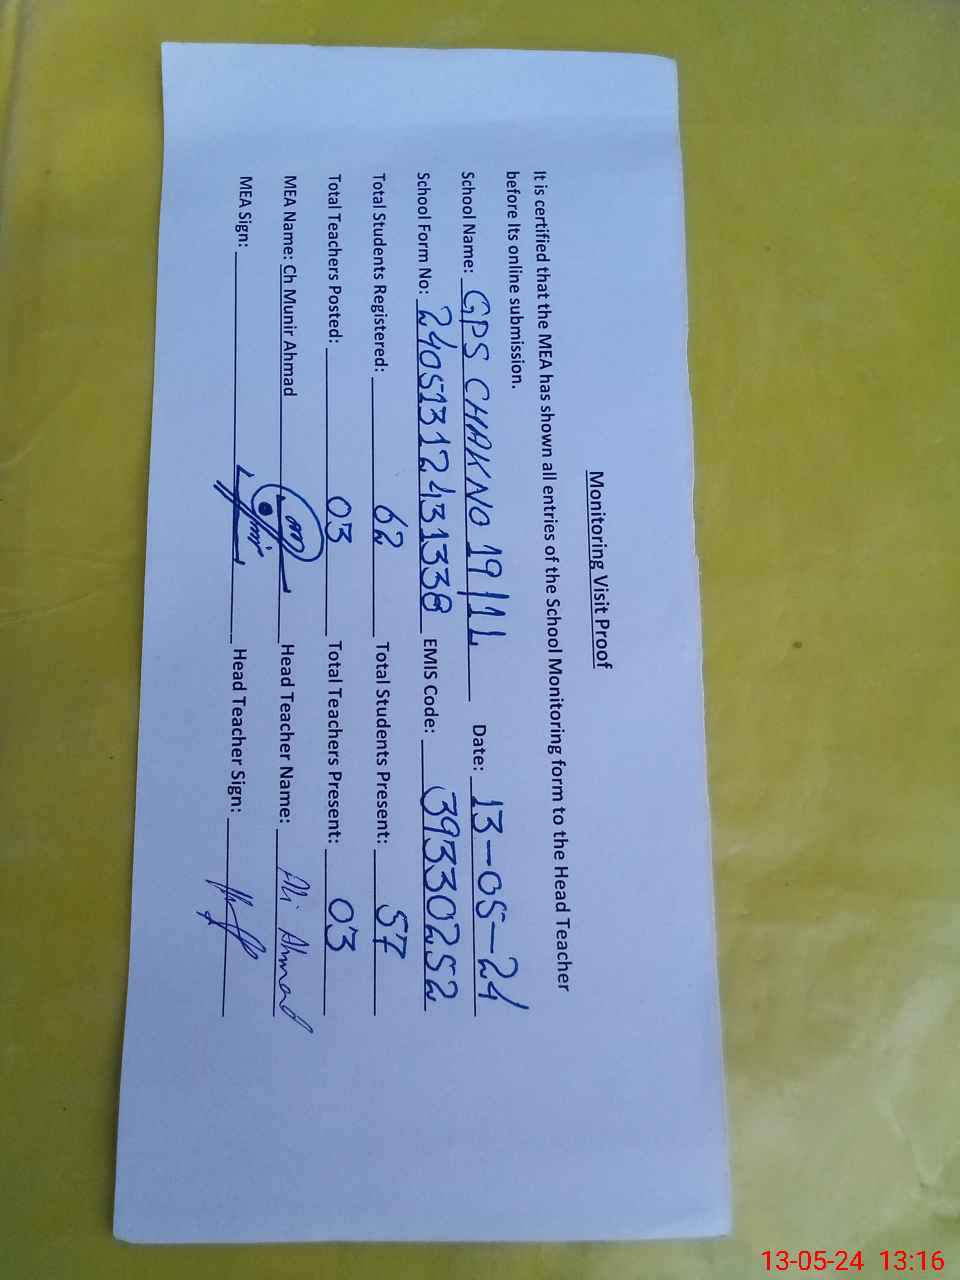 Monitoring Visit Proof
It is certified that the MEA has shown all entries of the School Monitoring form to the Head Teacher
before Its online submission.
School Name: GPS CHAKNO 19/1L Date: 13-05-24
School Form No: 24051312431338 EMIS Code: 39330252
Total Students Registered: 62 Total Students Present: 57
Total Teachers Posted: 03 Total Teachers Present: 03
MEA Name: Ch Munir Ahmad Head Teacher Name: Ali Ahmad
MEA Sign: Head Teacher Sign:
13-05-24 13:16